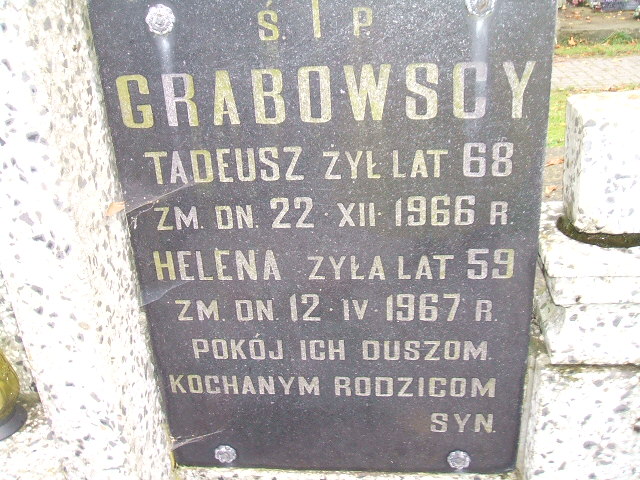 Ś. † P.
GRABOWSCY
TADEUSZ ŻYŁ LAT 68
ZM. DN. 22 · XII · 1966 R.
HELENA ŻYŁA LAT 59
ZM. DN. 12 · IV · 1967 R.
POKÓJ ICH DUSZOM.
KOCHANYM RODZICOM
SYN.